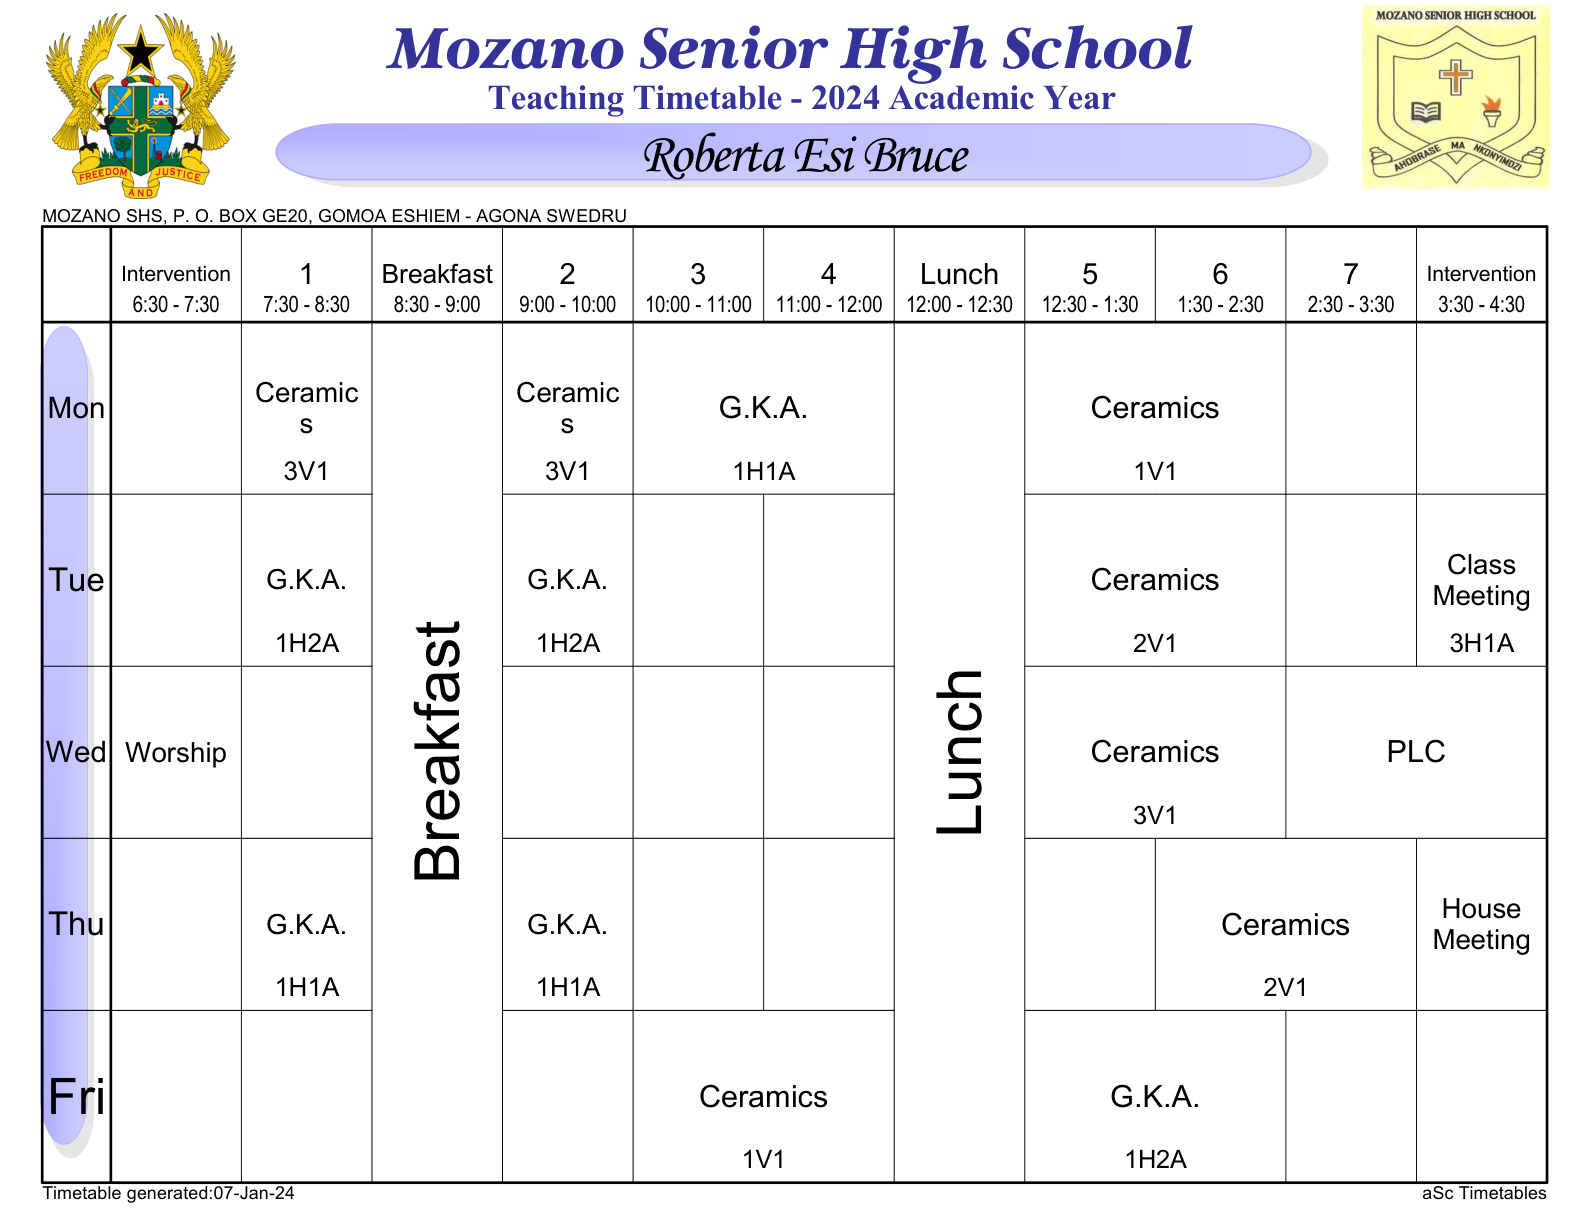 Mozano Senior High School
Teaching Timetable - 2024 Academic Year
Roberta Esi Bruce
FREEDOM AND JUSTICE
MOZANO SENIOR HIGH SCHOOL
AHOBRASE MA NKONYIMDZI
MOZANO SHS, P. O. BOX GE20, GOMOA ESHIEM - AGONA SWEDRU
Intervention 1 Breakfast 2 3 4 Lunch 5 6 7 Intervention
6:30 - 7:30 7:30 - 8:30 8:30 - 9:00 9:00 - 10:00 10:00 - 11:00 11:00 - 12:00 12:00 - 12:30 12:30 - 1:30 1:30 - 2:30 2:30 - 3:30 3:30 - 4:30
Breakfast
Lunch
Mon
Ceramic
s
3V1
Ceramic
s
3V1
G.K.A.
1H1A
Ceramics
1V1
Tue
G.K.A.
1H2A
G.K.A.
1H2A
Ceramics
2V1
Class
Meeting
3H1A
Wed
Worship
Ceramics
3V1
PLC
Thu
G.K.A.
1H1A
G.K.A.
1H1A
Ceramics
2V1
House
Meeting
Fri
Ceramics
1V1
G.K.A.
1H2A
Timetable generated:07-Jan-24
aSc Timetables